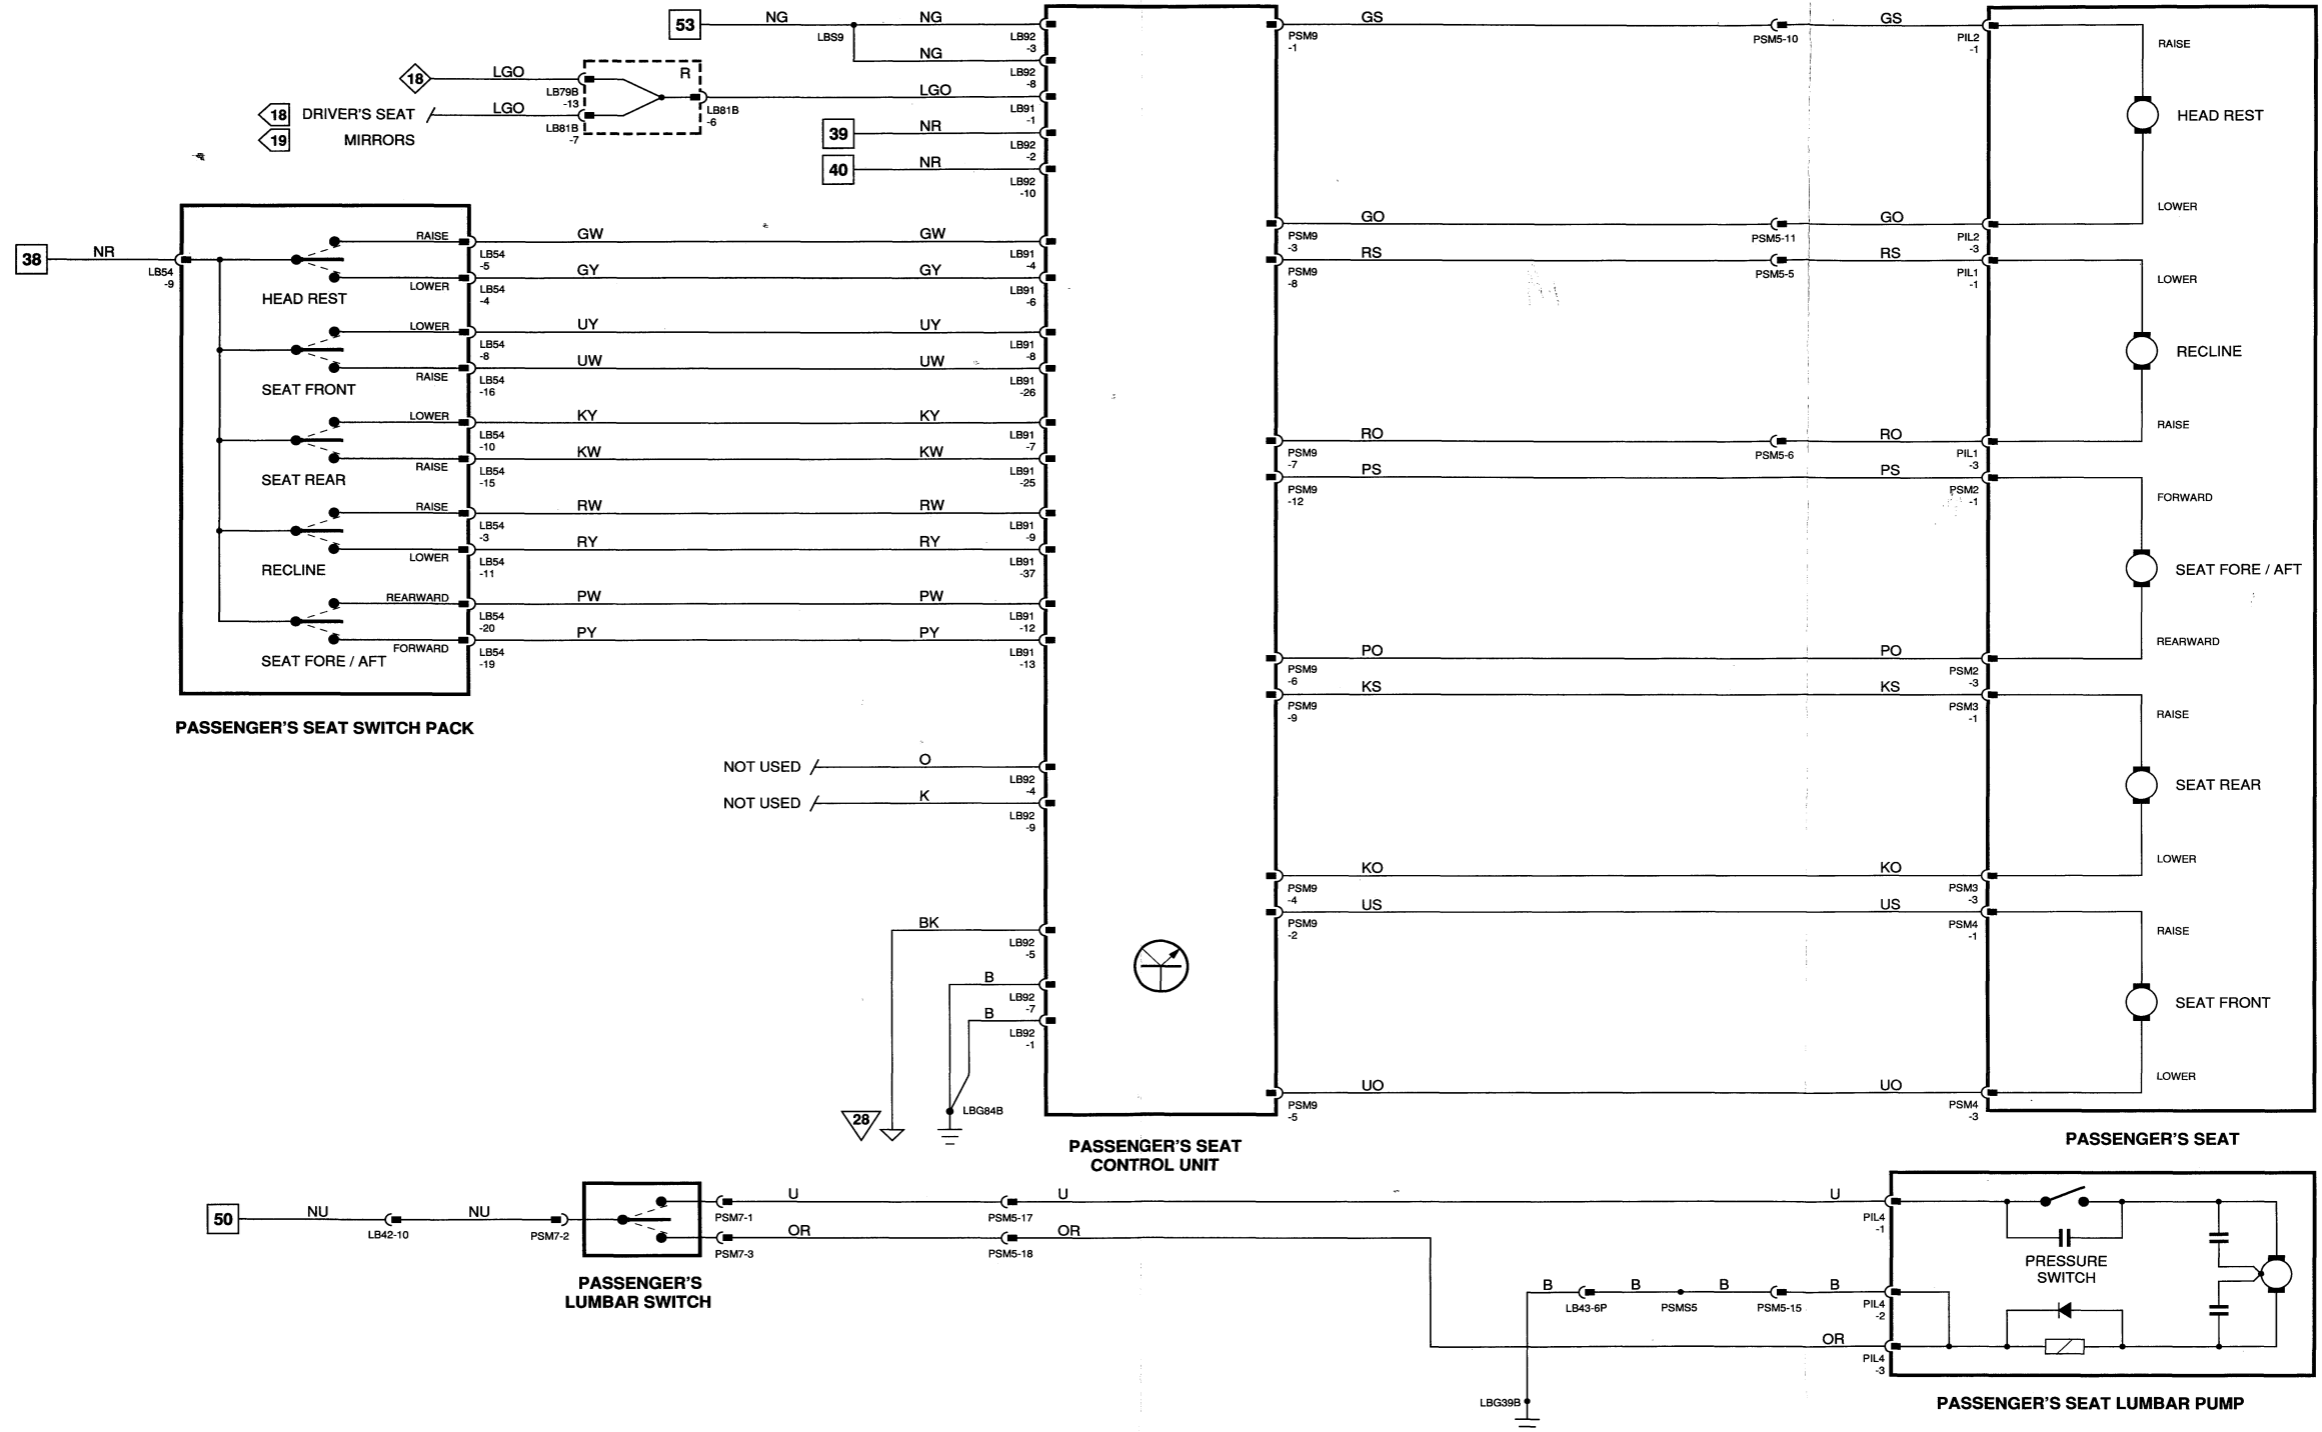 53 NG NG
LBS9 LB92 -3
NG
LB92 -8
18 LGO R
LB79B -13
LGO
LB81B -6
LB91 -1
18 DRIVER'S SEAT LGO
LB81B -7
19 MIRRORS
39 NR
LB92 -2
40 NR
LB92 -10
38 NR
LB54 -9
RAISE GW GW
LB54 -5 LB91 -4
LOWER GY GY
LB54 -4 LB91 -6
HEAD REST
LOWER UY UY
LB54 -8 LB91 -8
RAISE UW UW
LB54 -16 LB91 -26
SEAT FRONT
LOWER KY KY
LB54 -10 LB91 -7
RAISE KW KW
LB54 -15 LB91 -25
SEAT REAR
RAISE RW RW
LB54 -3 LB91 -9
LOWER RY RY
LB54 -11 LB91 -37
RECLINE
REARWARD PW PW
LB54 -20 LB91 -12
FORWARD PY PY
LB54 -19 LB91 -13
SEAT FORE / AFT
PASSENGER'S SEAT SWITCH PACK
NOT USED O
LB92 -4
NOT USED K
LB92 -9
BK
LB92 -5
B
LB92 -7
B
LB92 -1
28
LBG84B
PASSENGER'S SEAT
CONTROL UNIT
GS GS
PSM9 -1 PSM5-10 PIL2 -1
RAISE
HEAD REST
LOWER
GO GO
PSM9 -3 PSM5-11 PIL2 -3
RS RS
PSM9 -8 PSM5-5 PIL1 -1
LOWER
RECLINE
RAISE
RO RO
PSM9 -7 PSM5-6 PIL1 -3
PS PS
PSM9 -12 PSM2 -1
FORWARD
SEAT FORE / AFT
REARWARD
PO PO
PSM9 -6 PSM2 -3
KS KS
PSM9 -9 PSM3 -1
RAISE
SEAT REAR
LOWER
KO KO
PSM9 -4 PSM3 -3
US US
PSM9 -2 PSM4 -1
RAISE
SEAT FRONT
LOWER
UO UO
PSM9 -5 PSM4 -3
PASSENGER'S SEAT
50 NU NU
LB42-10 PSM7-2
U U U
PSM7-1 PSM5-17 PIL4 -1
OR OR
PSM7-3 PSM5-18
PASSENGER'S
LUMBAR SWITCH
PRESSURE
SWITCH
B B B B
LB43-6P PSMS5 PSM5-15 PIL4 -2
OR
PIL4 -3
LBG39B
PASSENGER'S SEAT LUMBAR PUMP